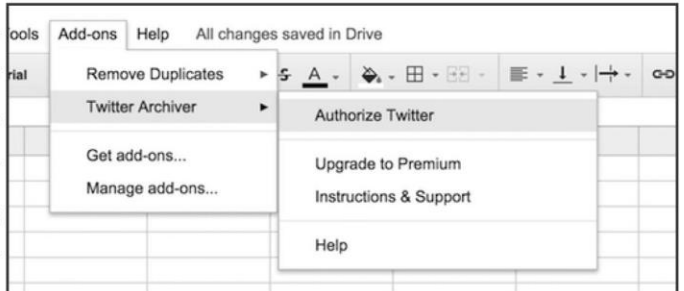 ools Add-ons Help All changes saved in Drive
rial Remove Duplicates S A
Twitter Archiver Authorize Twitter
Get add-ons... Upgrade to Premium
Manage add-ons... Instructions & Support
Help